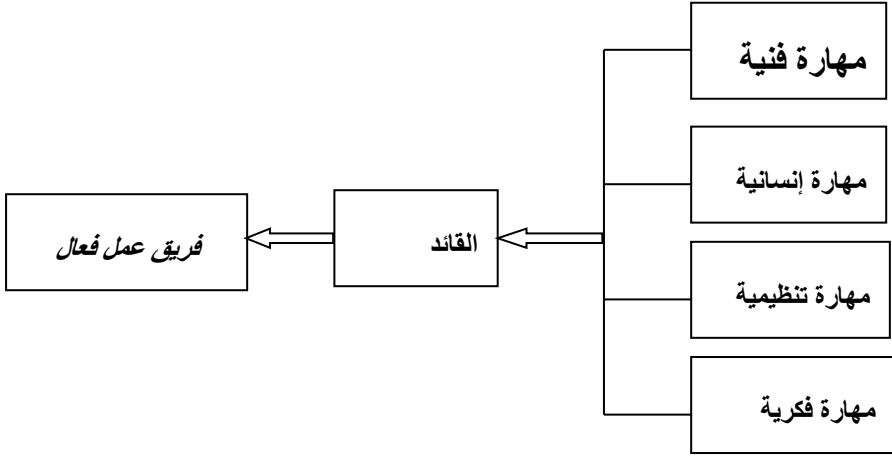 مهارة فنية
مهارة إنسانية
مهارة تنظيمية
مهارة فكرية
القائد
فريق عمل فعال